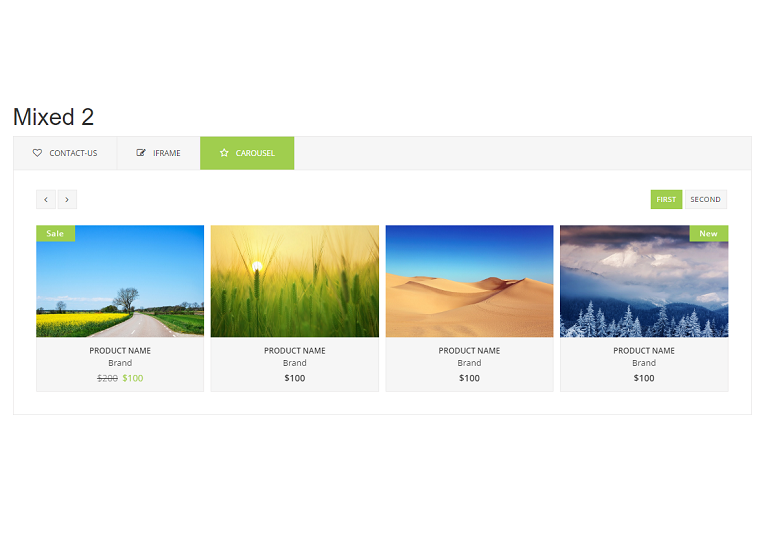 Mixed 2
CONTACT-US IFRAME CAROUSEL
FIRST SECOND
Sale New
PRODUCT NAME PRODUCT NAME PRODUCT NAME PRODUCT NAME
Brand Brand Brand Brand
$200 $100 $100 $100 $100